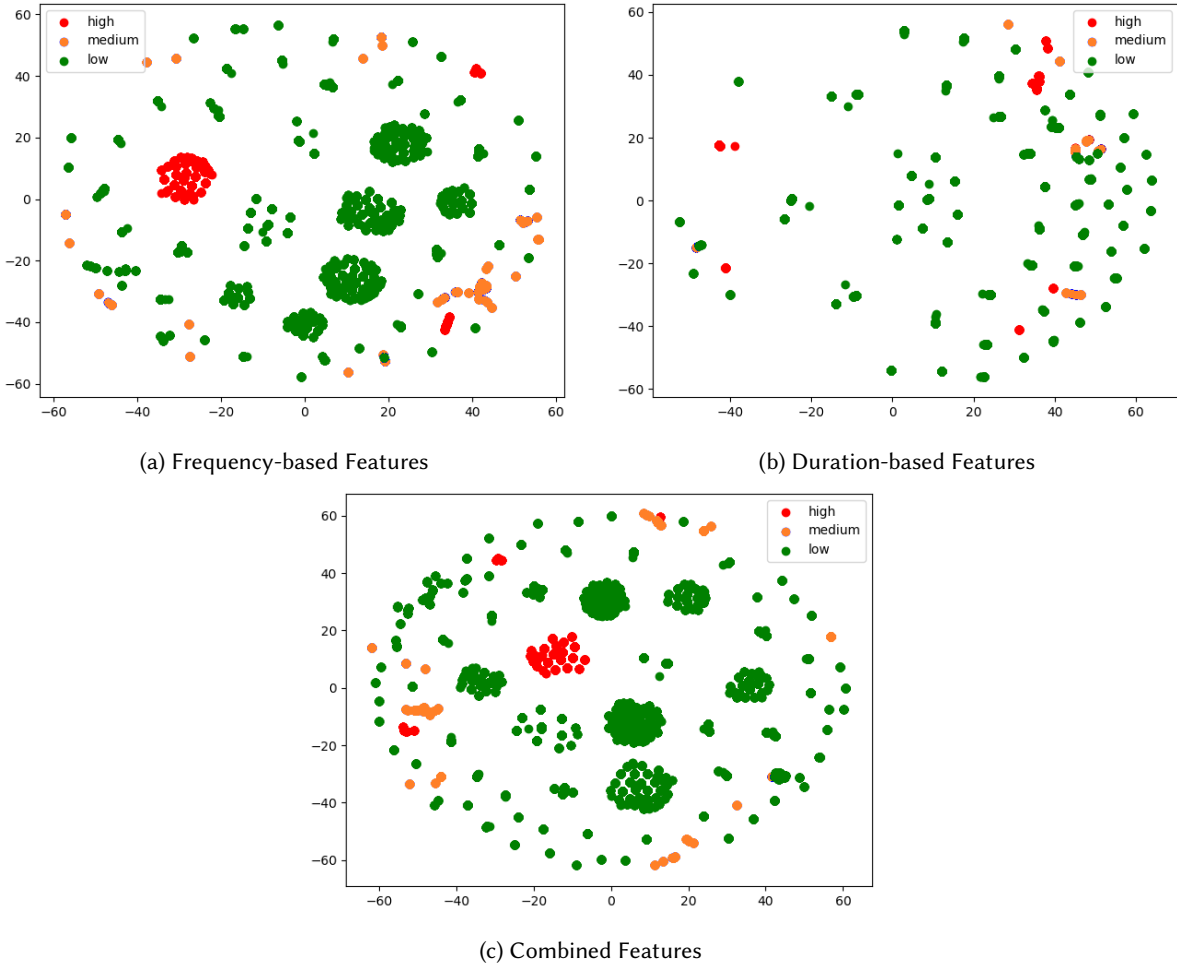 high
medium
low
60
40
20
0
−20
−40
−60
−60 −40 −20 0 20 40 60
(a) Frequency-based Features
high
medium
low
60
40
20
0
−20
−40
−60
−40 −20 0 20 40 60
(b) Duration-based Features
high
medium
low
60
40
20
0
−20
−40
−60
−60 −40 −20 0 20 40 60
(c) Combined Features